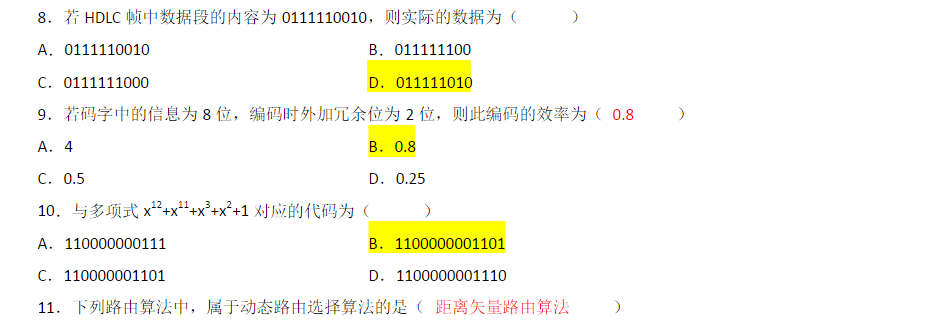 8．若 HDLC 帧中数据段的内容为 0111110010，则实际的数据为（ ）
A．0111110010 B．011111100
C．0111111000 D．011111010
9．若码字中的信息为 8 位，编码时外加冗余位为 2 位，则此编码的效率为（ 0.8 ）
A．4 B．0.8
C．0.5 D．0.25
10．与多项式 x¹²+x¹¹+x³+x²+1 对应的代码为（ ）
A．110000000111 B．1100000001101
C．110000001101 D．1100000001110
11．下列路由算法中，属于动态路由选择算法的是（ 距离矢量路由算法 ）